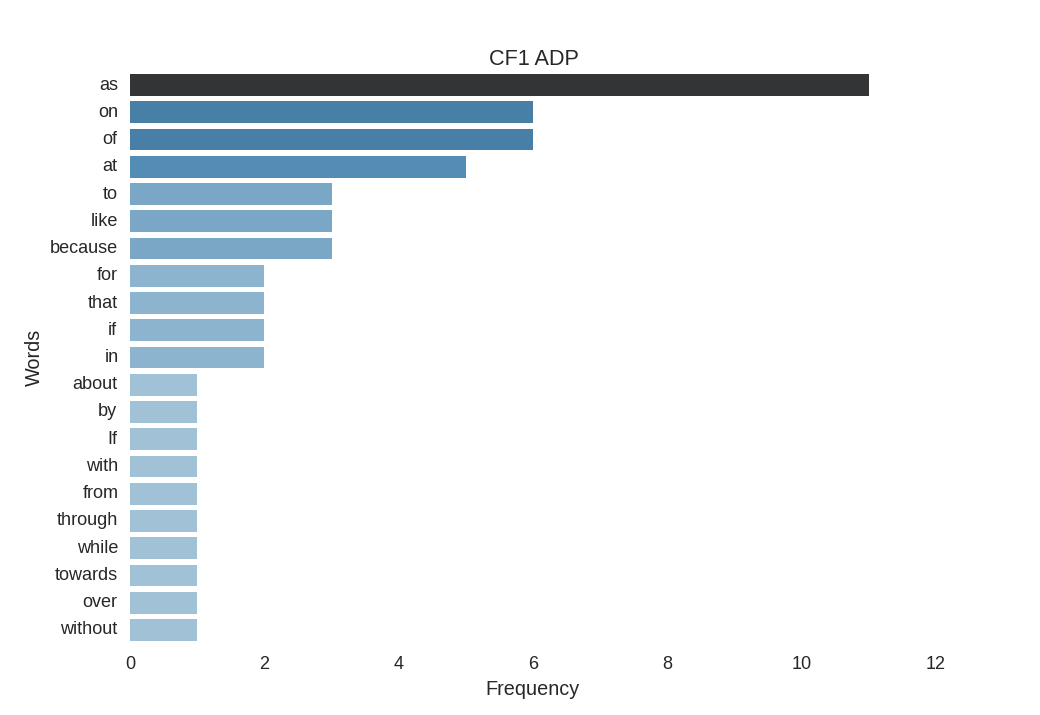 CF1 ADP
as
on
of
at
to
like
because
for
that
if
in
about
by
If
with
from
through
while
towards
over
without
Words
0 2 4 6 8 10 12
Frequency